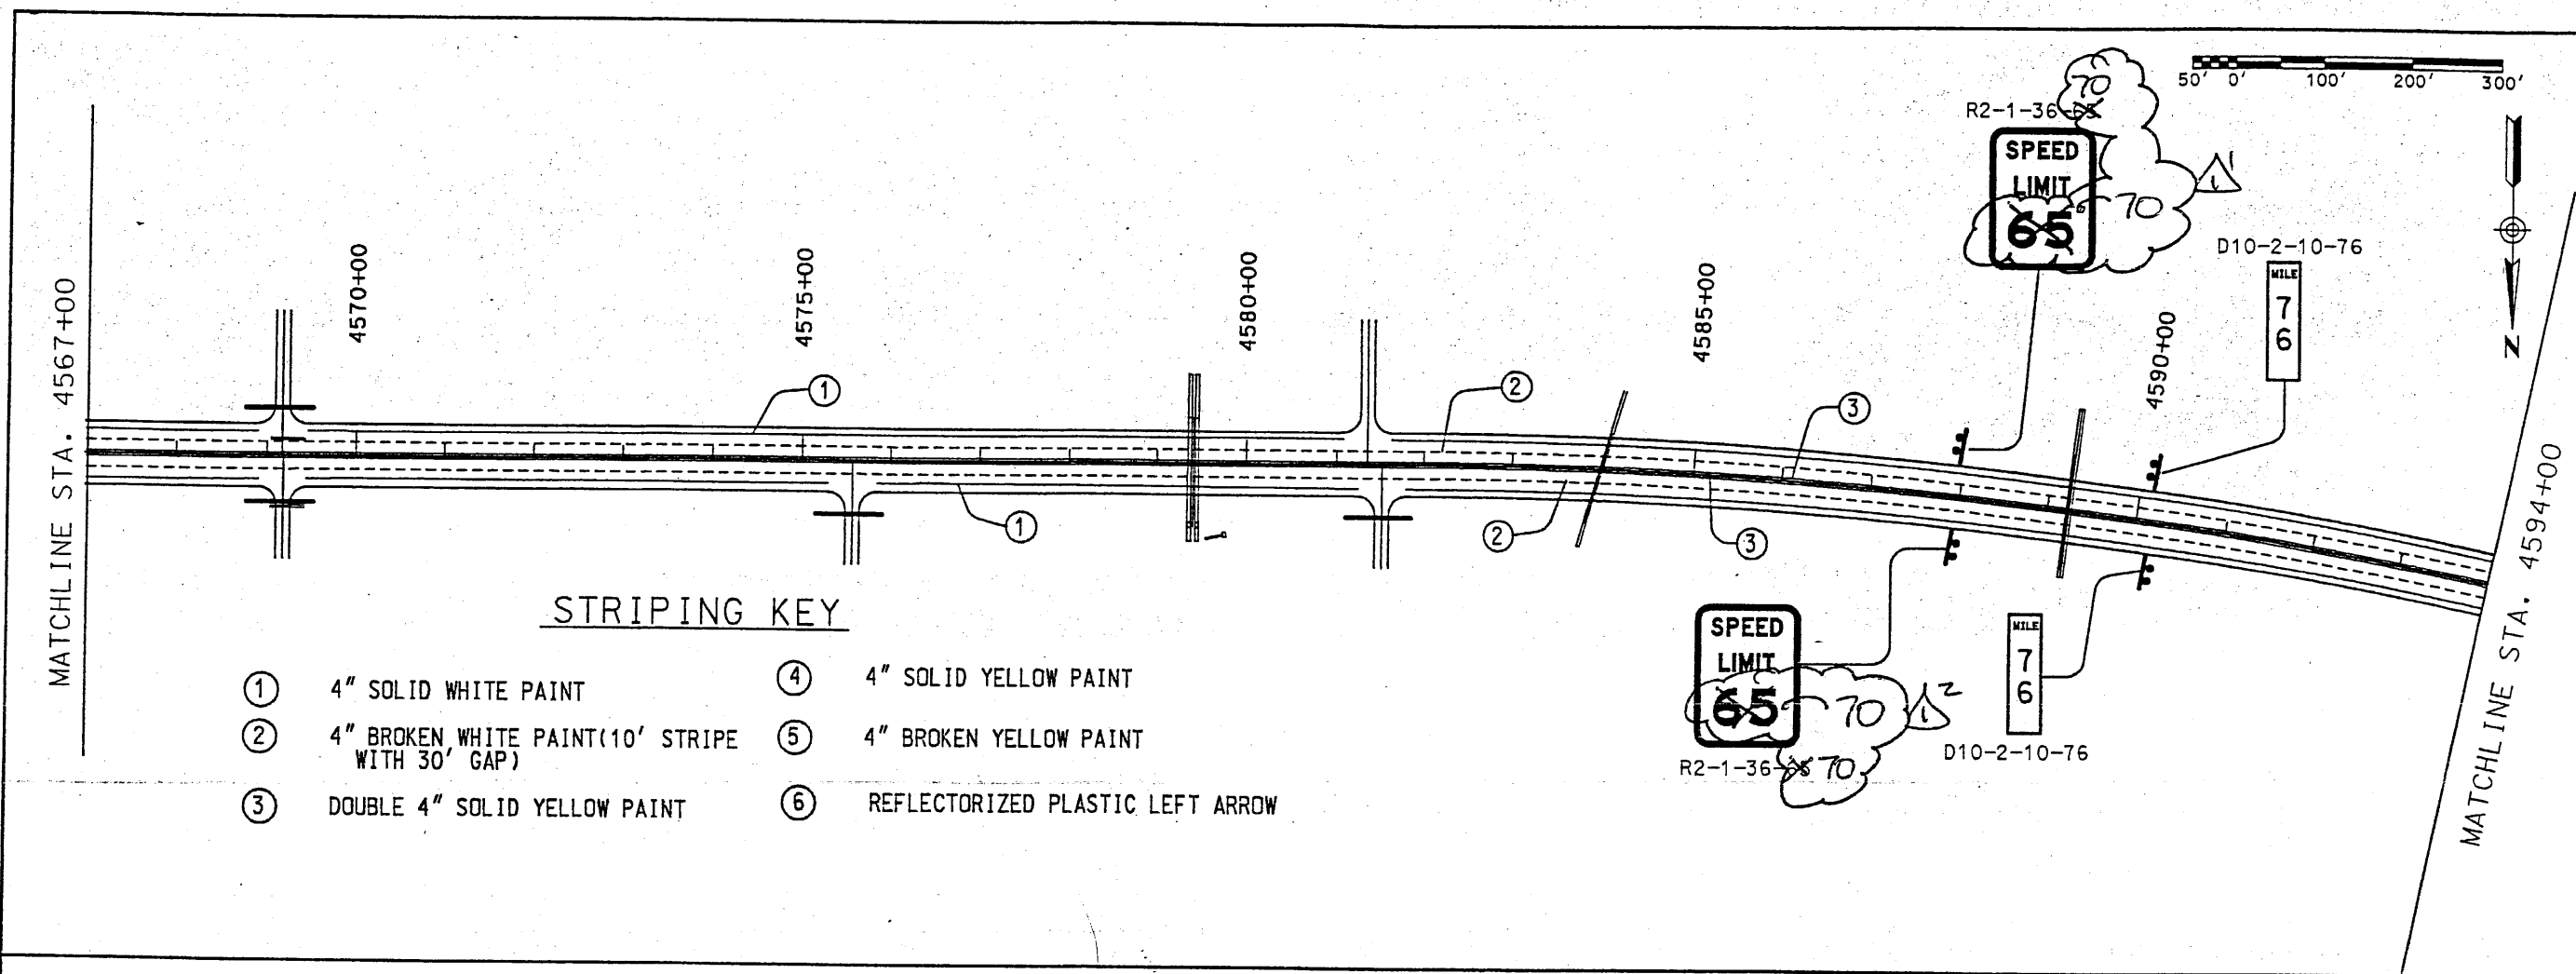 50' 0' 100' 200' 300'
70
R2-1-36-65
SPEED
LIMIT
65
70
1
1
D10-2-10-76
MILE
7
6
N
MATCHLINE STA. 4567+00
4570+00
4575+00
4580+00
4585+00
4590+00
MATCHLINE STA. 4594+00
1
2
3
1
2
3
SPEED
LIMIT
65
70
1
2
R2-1-36-65 70
MILE
7
6
D10-2-10-76
STRIPING KEY
1 4" SOLID WHITE PAINT
2 4" BROKEN WHITE PAINT(10' STRIPE
WITH 30' GAP)
3 DOUBLE 4" SOLID YELLOW PAINT
4 4" SOLID YELLOW PAINT
5 4" BROKEN YELLOW PAINT
6 REFLECTORIZED PLASTIC LEFT ARROW